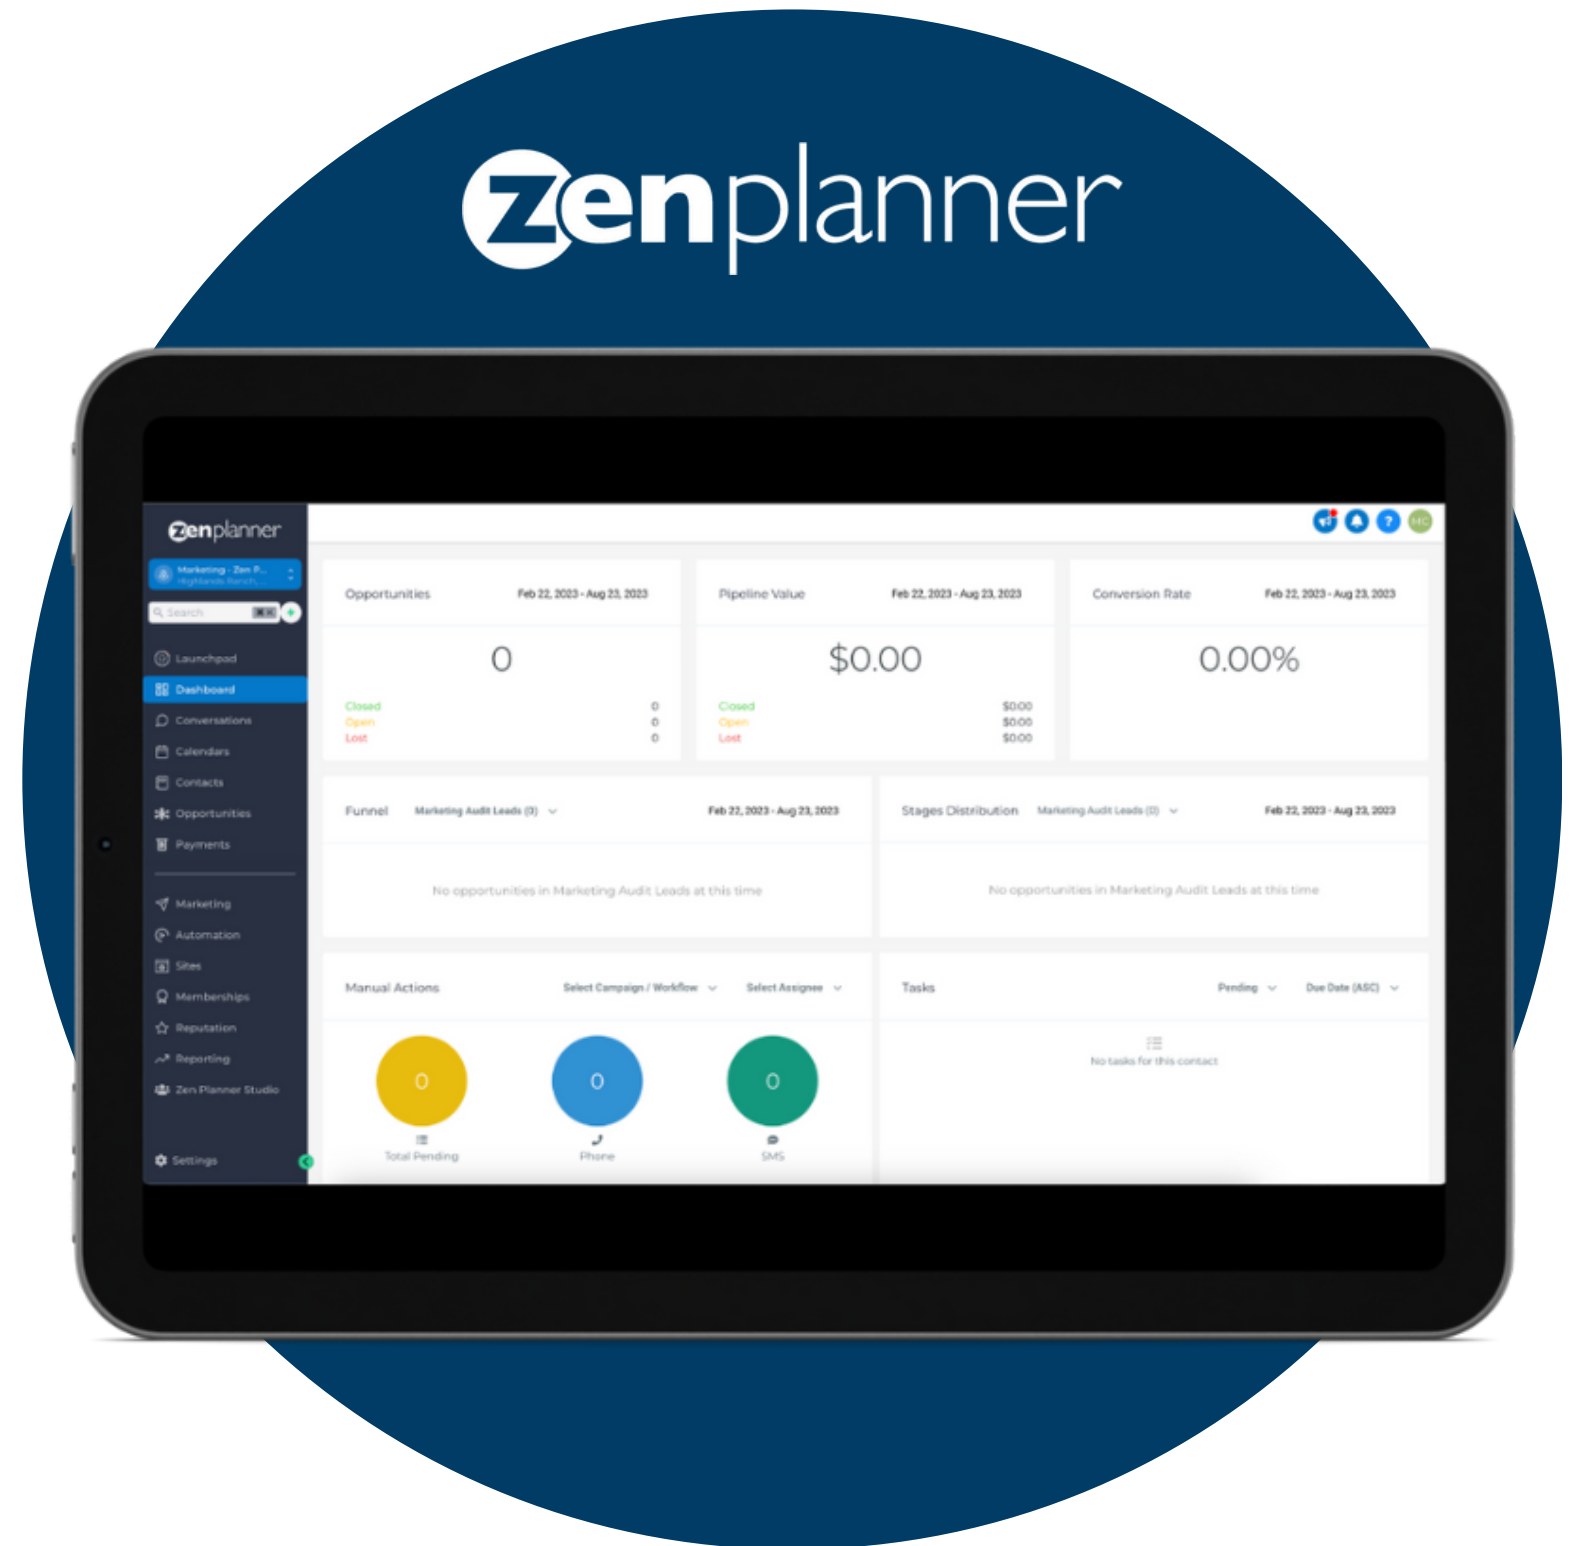 zenplanner
zenplanner
Marketing - Zen P...
Highlands Ranch, ...
Search
⌘ K
+
Launchpad
Dashboard
Conversations
Calendars
Contacts
Opportunities
Payments
Marketing
Automation
Sites
Memberships
Reputation
Reporting
Zen Planner Studio
Settings
? MC
Opportunities Feb 22, 2023 - Aug 23, 2023
0
Closed 0
Open 0
Lost 0
Pipeline Value Feb 22, 2023 - Aug 23, 2023
$0.00
Closed $0.00
Open $0.00
Lost $0.00
Conversion Rate Feb 22, 2023 - Aug 23, 2023
0.00%
Funnel Marketing Audit Leads (0) Feb 22, 2023 - Aug 23, 2023
No opportunities in Marketing Audit Leads at this time
Stages Distribution Marketing Audit Leads (0) Feb 22, 2023 - Aug 23, 2023
No opportunities in Marketing Audit Leads at this time
Manual Actions Select Campaign / Workflow Select Assignee
0 0 0
Total Pending Phone SMS
Tasks Pending Due Date (ASC)
No tasks for this contact